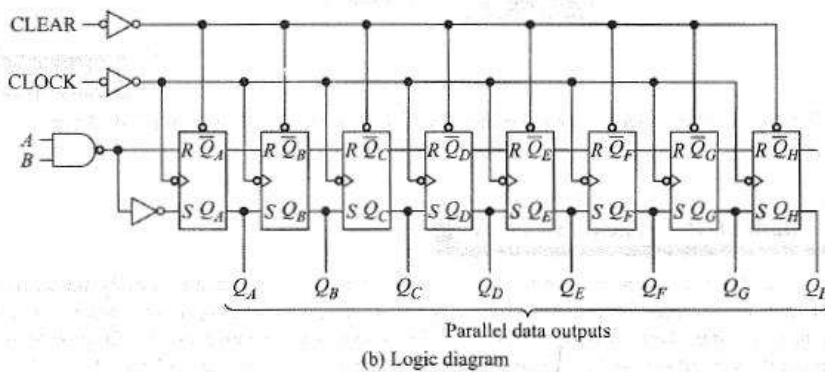 CLEAR
CLOCK
A
B
R Q̅A R Q̅B R Q̅C R Q̅D R Q̅E R Q̅F R Q̅G R Q̅H
S QA S QB S QC S QD S QE S QF S QG S QH
QA QB QC QD QE QF QG
Parallel data outputs
(b) Logic diagram